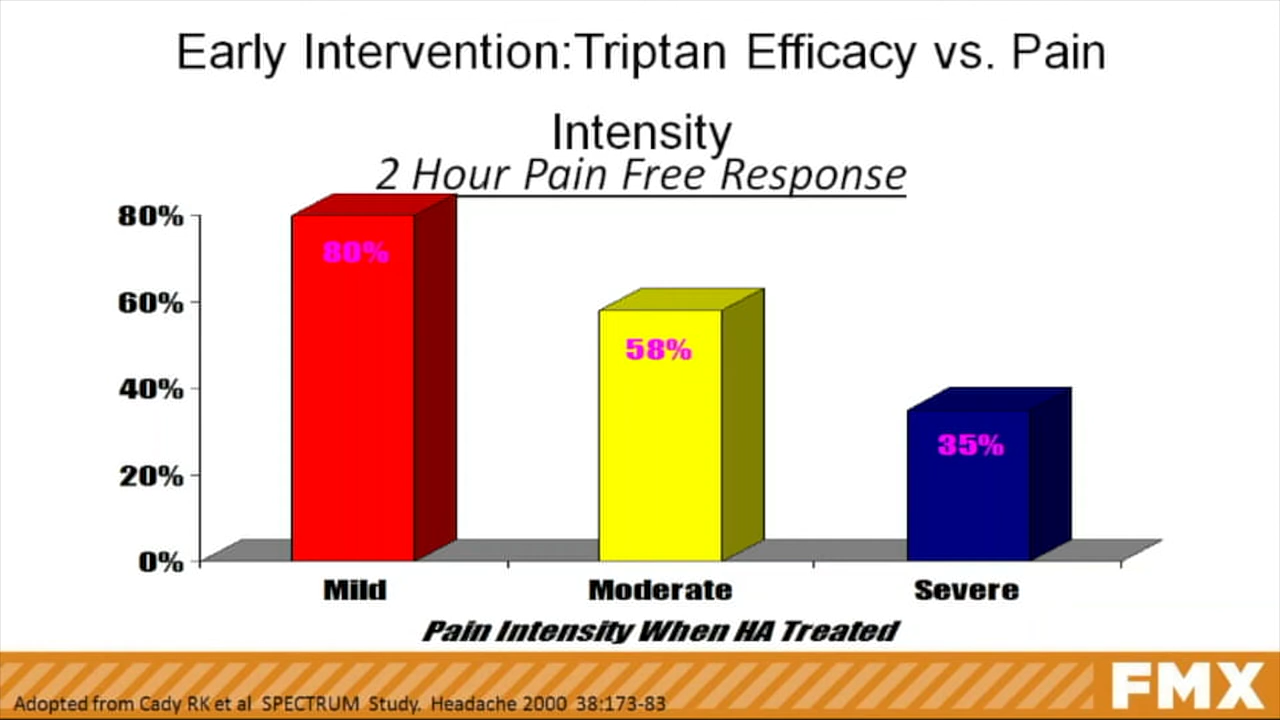 Early Intervention:Triptan Efficacy vs. Pain
Intensity
2 Hour Pain Free Response
80%
60%
40%
20%
0%
80%
58%
35%
Mild Moderate Severe
Pain Intensity When HA Treated
Adopted from Cady RK et al SPECTRUM Study. Headache 2000 38:173-83
FMX